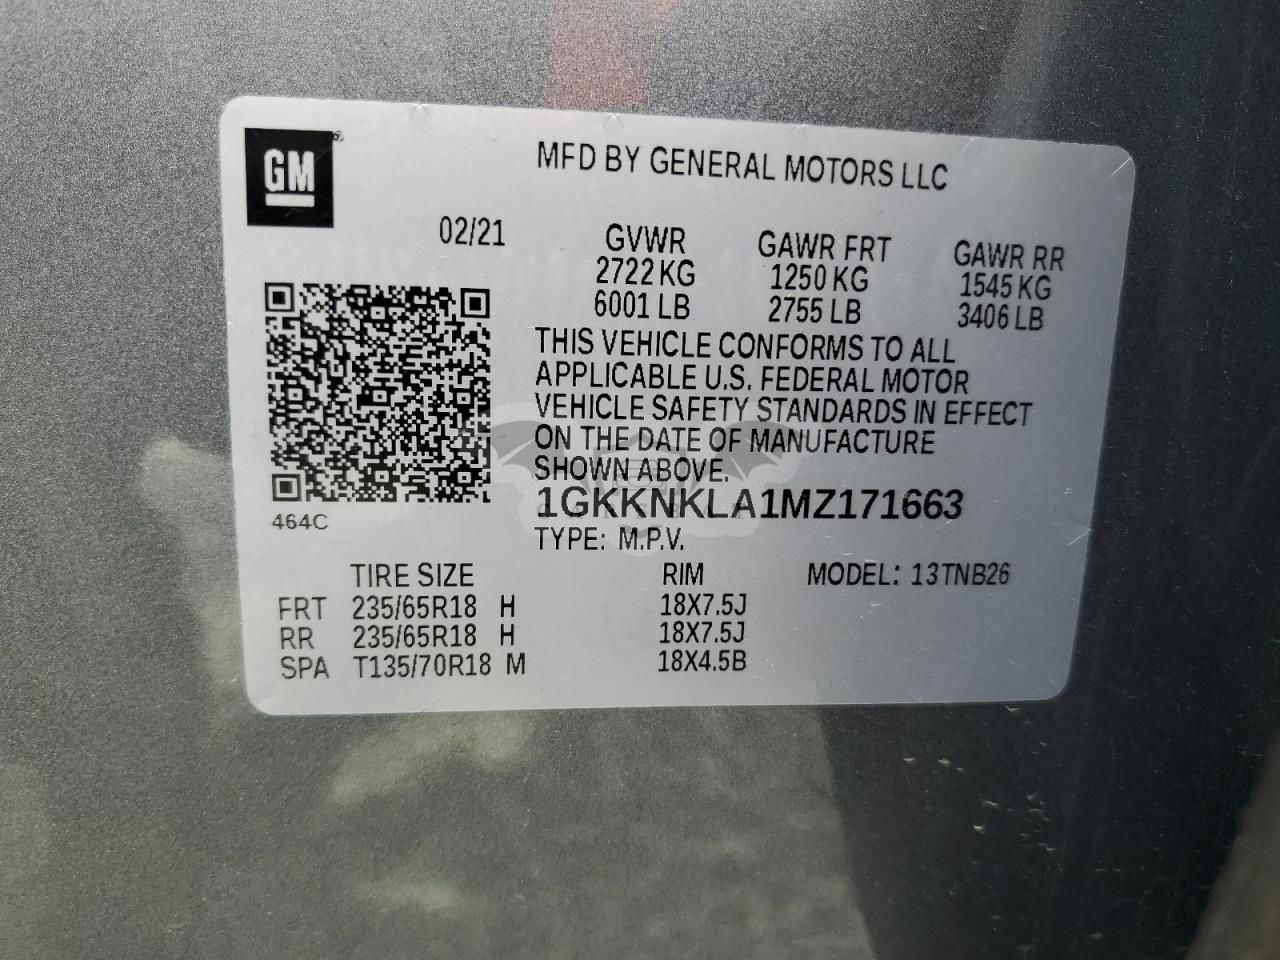 GM
MFD BY GENERAL MOTORS LLC
02/21 GVWR GAWR FRT GAWR RR
2722 KG 1250 KG 1545 KG
6001 LB 2755 LB 3406 LB
THIS VEHICLE CONFORMS TO ALL
APPLICABLE U.S. FEDERAL MOTOR
VEHICLE SAFETY STANDARDS IN EFFECT
ON THE DATE OF MANUFACTURE
SHOWN ABOVE.
1GKKNKLA1MZ171663
464C
TYPE: M.P.V.
TIRE SIZE RIM MODEL: 13TNB26
FRT 235/65R18 H 18X7.5J
RR 235/65R18 H 18X7.5J
SPA T135/70R18 M 18X4.5B